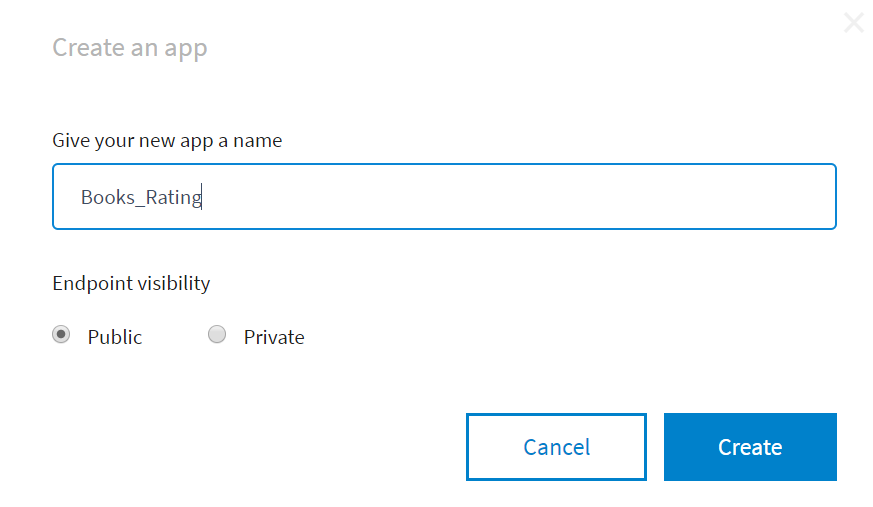 Create an app
Give your new app a name
Books_Rating
Endpoint visibility
Public Private
Cancel Create